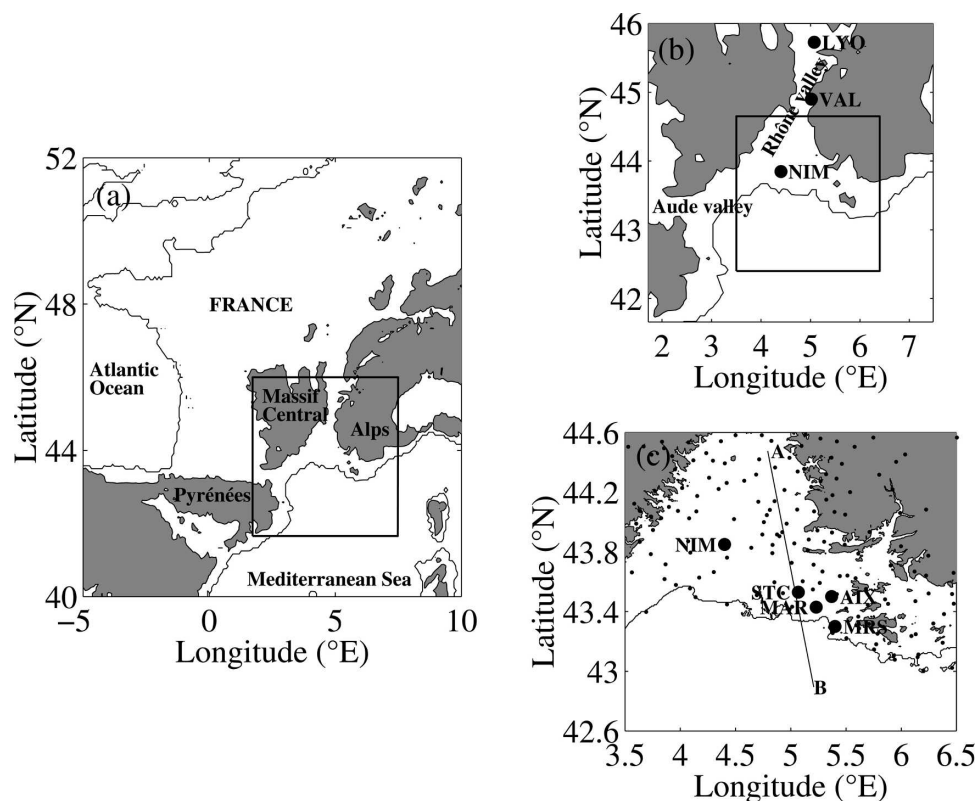 (a)
52
48
44
40
−5
0
5
10
Latitude (°N)
Longitude (°E)
FRANCE
Atlantic
Ocean
Massif
Central
Alps
Pyrénées
Mediterranean Sea
(b)
46
45
44
43
42
2
3
4
5
6
7
Latitude (°N)
Longitude (°E)
LYO
VAL
Rhône valley
NIM
Aude valley
(c)
44.6
44.2
43.8
43.4
43
42.6
3.5
4
4.5
5
5.5
6
6.5
Latitude (°N)
Longitude (°E)
A
NIM
STC
AIX
MAR
MRS
B